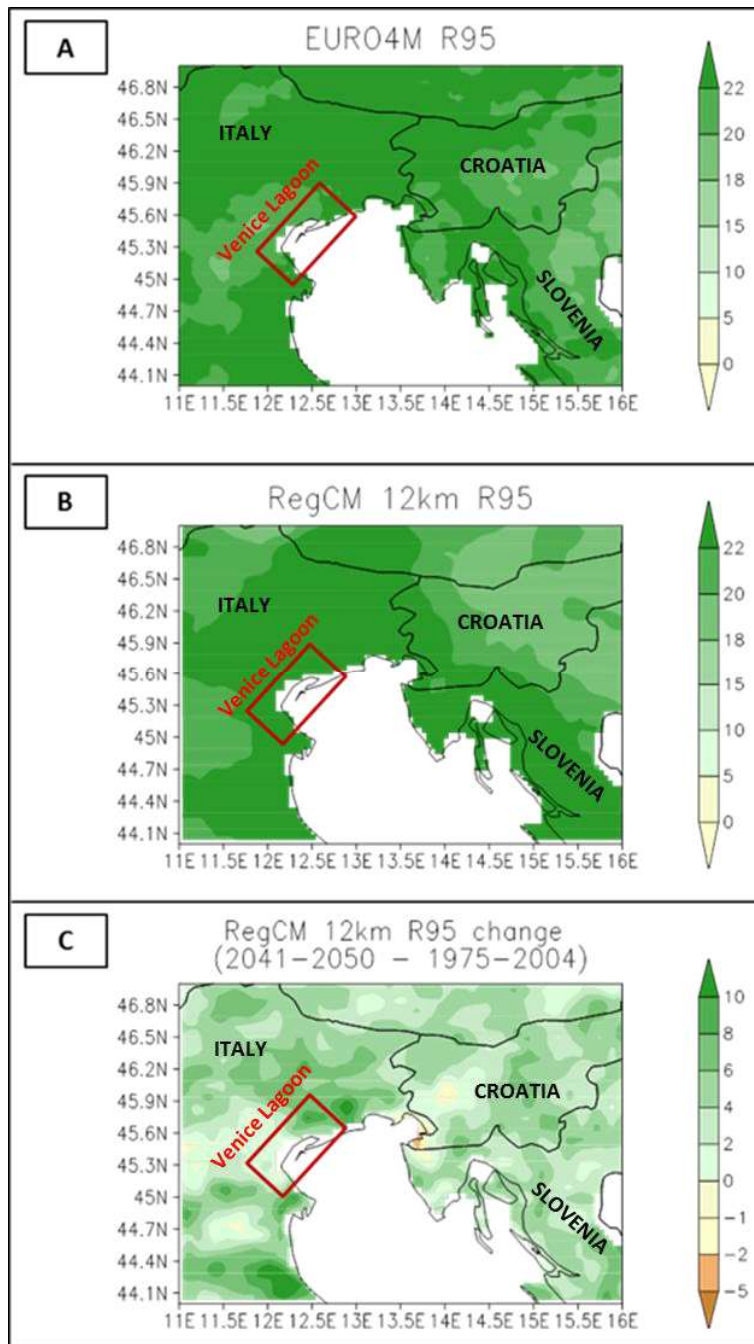 A
EURO4M R95
46.8N
46.5N
46.2N
45.9N
45.6N
45.3N
45N
44.7N
44.4N
44.1N
ITALY
CROATIA
Venice Lagoon
SLOVENIA
11E 11.5E 12E 12.5E 13E 13.5E 14E 14.5E 15E 15.5E 16E
22
20
18
15
10
5
0
B
RegCM 12km R95
46.8N
46.5N
46.2N
45.9N
45.6N
45.3N
45N
44.7N
44.4N
44.1N
ITALY
CROATIA
Venice Lagoon
SLOVENIA
11E 11.5E 12E 12.5E 13E 13.5E 14E 14.5E 15E 15.5E 16E
22
20
18
15
10
5
0
C
RegCM 12km R95 change
(2041-2050 - 1975-2004)
46.8N
46.5N
46.2N
45.9N
45.6N
45.3N
45N
44.7N
44.4N
44.1N
ITALY
CROATIA
Venice Lagoon
SLOVENIA
11E 11.5E 12E 12.5E 13E 13.5E 14E 14.5E 15E 15.5E 16E
10
8
6
4
2
0
-1
-2
-5